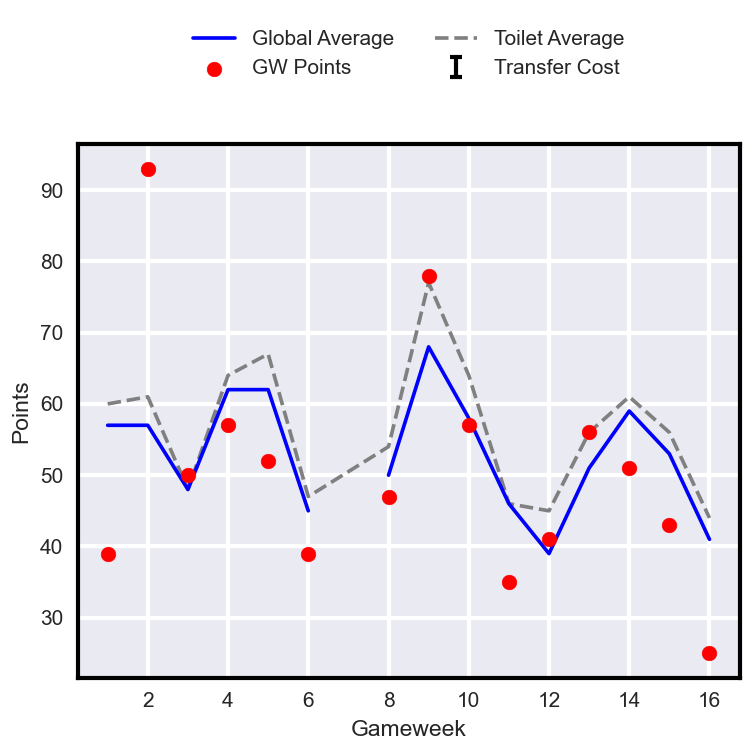 Global Average
GW Points
Toilet Average
Transfer Cost
90
80
70
60
50
40
30
Points
2 4 6 8 10 12 14 16
Gameweek